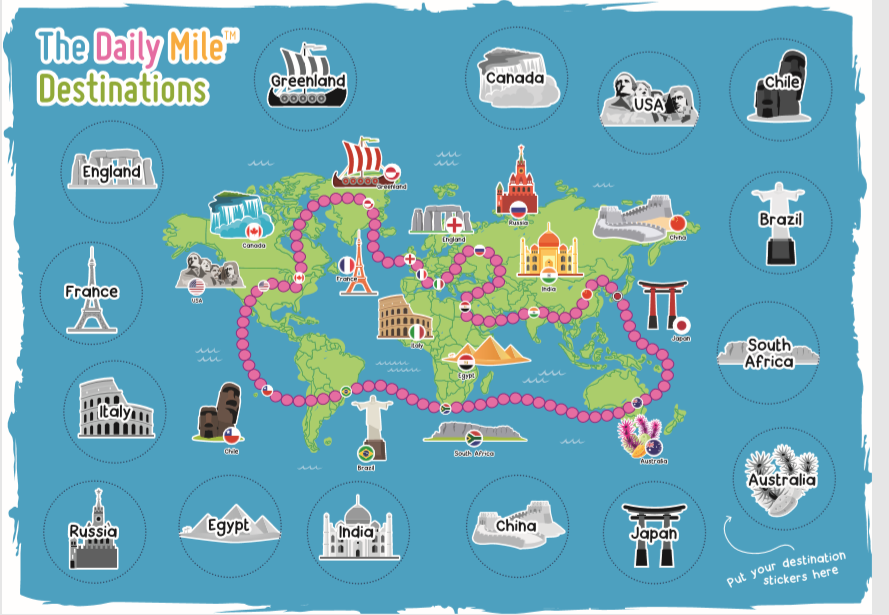 The Daily Mile™
Destinations
Greenland
Canada
USA
Chile
England
Brazil
France
South
Africa
Italy
Australia
Russia
Egypt
India
China
Japan
Put your destination
stickers here
Greenland
Canada
England
Russia
China
USA
France
India
Italy
Japan
Egypt
Chile
Brazil
South Africa
Australia